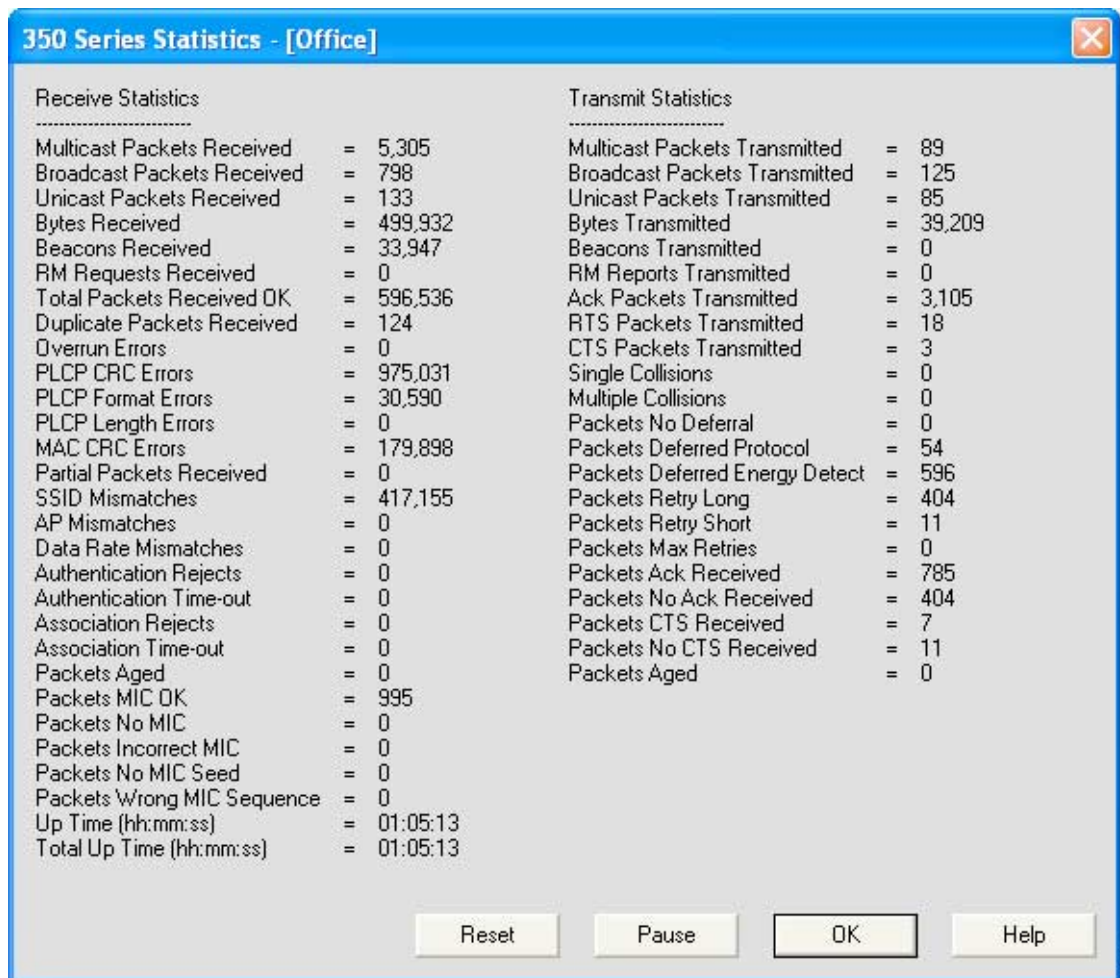 350 Series Statistics - [Office]
Receive Statistics
---------------------------
Multicast Packets Received = 5,305
Broadcast Packets Received = 798
Unicast Packets Received = 133
Bytes Received = 499,932
Beacons Received = 33,947
RM Requests Received = 0
Total Packets Received OK = 596,536
Duplicate Packets Received = 124
Overrun Errors = 0
PLCP CRC Errors = 975,031
PLCP Format Errors = 30,590
PLCP Length Errors = 0
MAC CRC Errors = 179,898
Partial Packets Received = 0
SSID Mismatches = 417,155
AP Mismatches = 0
Data Rate Mismatches = 0
Authentication Rejects = 0
Authentication Time-out = 0
Association Rejects = 0
Association Time-out = 0
Packets Aged = 0
Packets MIC OK = 995
Packets No MIC = 0
Packets Incorrect MIC = 0
Packets No MIC Seed = 0
Packets Wrong MIC Sequence = 0
Up Time (hh:mm:ss) = 01:05:13
Total Up Time (hh:mm:ss) = 01:05:13
Transmit Statistics
---------------------------
Multicast Packets Transmitted = 89
Broadcast Packets Transmitted = 125
Unicast Packets Transmitted = 85
Bytes Transmitted = 39,209
Beacons Transmitted = 0
RM Reports Transmitted = 0
Ack Packets Transmitted = 3,105
RTS Packets Transmitted = 18
CTS Packets Transmitted = 3
Single Collisions = 0
Multiple Collisions = 0
Packets No Deferral = 0
Packets Deferred Protocol = 54
Packets Deferred Energy Detect = 596
Packets Retry Long = 404
Packets Retry Short = 11
Packets Max Retries = 0
Packets Ack Received = 785
Packets No Ack Received = 404
Packets CTS Received = 7
Packets No CTS Received = 11
Packets Aged = 0
Reset
Pause
OK
Help